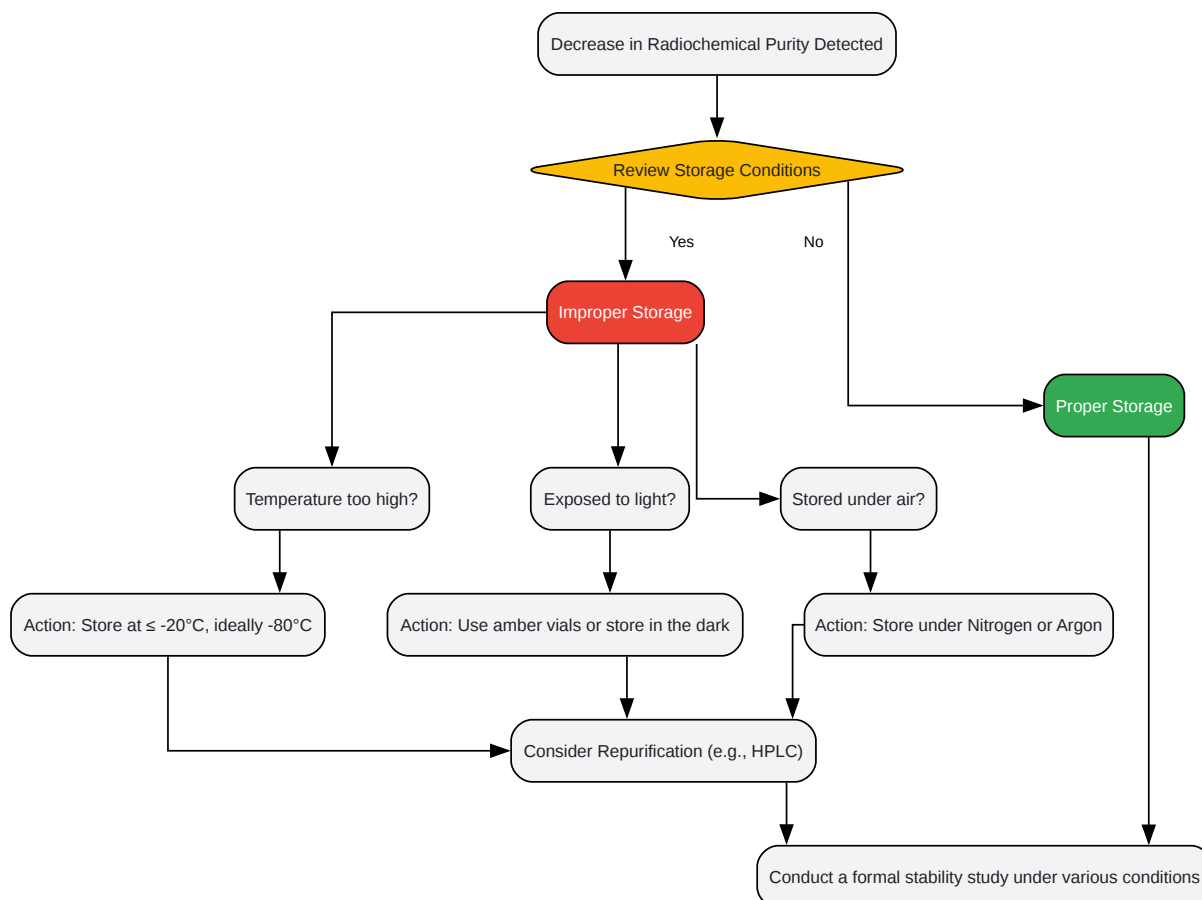 Decrease in Radiochemical Purity Detected
Review Storage Conditions
Yes
No
Improper Storage
Proper Storage
Temperature too high?
Exposed to light?
Stored under air?
Action: Store at ≤ -20°C, ideally -80°C
Action: Use amber vials or store in the dark
Action: Store under Nitrogen or Argon
Consider Repurification (e.g., HPLC)
Conduct a formal stability study under various conditions